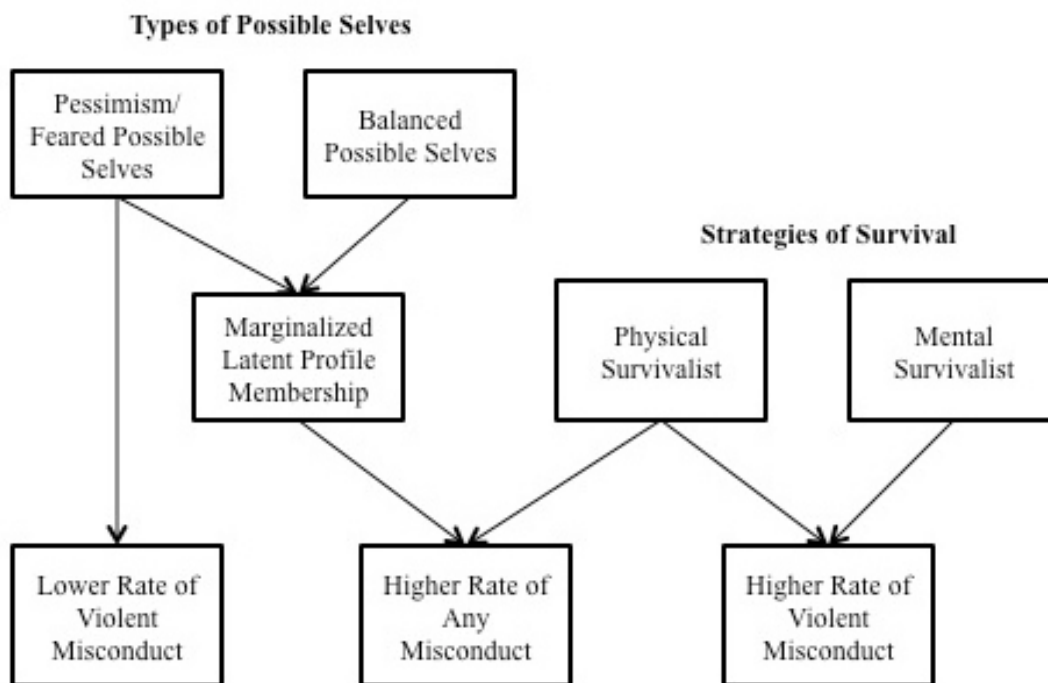 Types of Possible Selves
Pessimism/
Feared Possible
Selves
Balanced
Possible Selves
Strategies of Survival
Marginalized
Latent Profile
Membership
Physical
Survivalist
Mental
Survivalist
Lower Rate of
Violent
Misconduct
Higher Rate of
Any
Misconduct
Higher Rate of
Violent
Misconduct